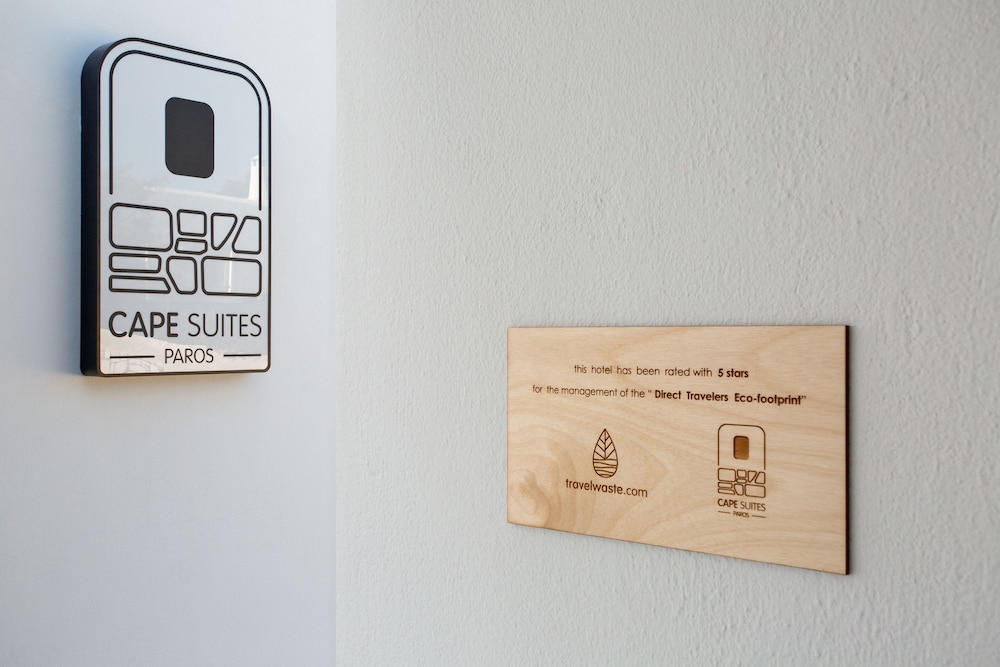 CAPE SUITES
PAROS
this hotel has been rated with 5 stars
for the management of the “ Direct Travelers Eco-footprint”
travelwaste.com
CAPE SUITES
PAROS